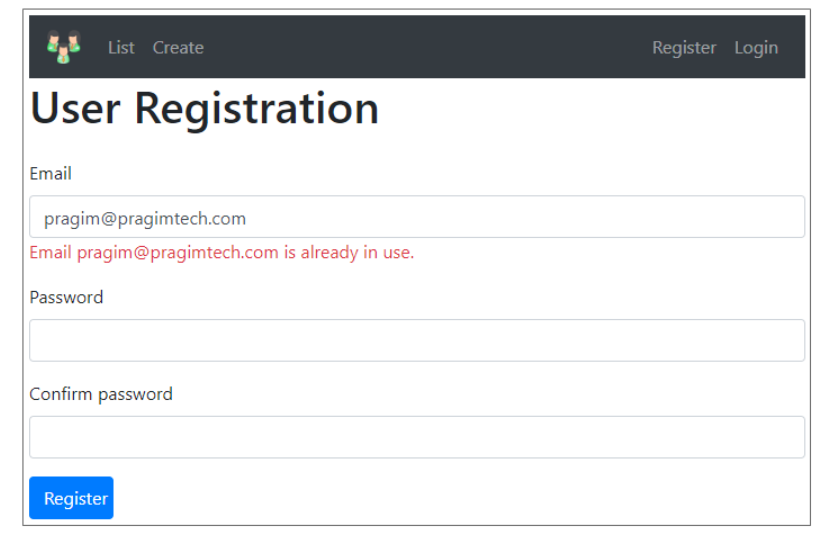 List Create Register Login
User Registration
Email
pragim@pragimtech.com
Email pragim@pragimtech.com is already in use.
Password
Confirm password
Register